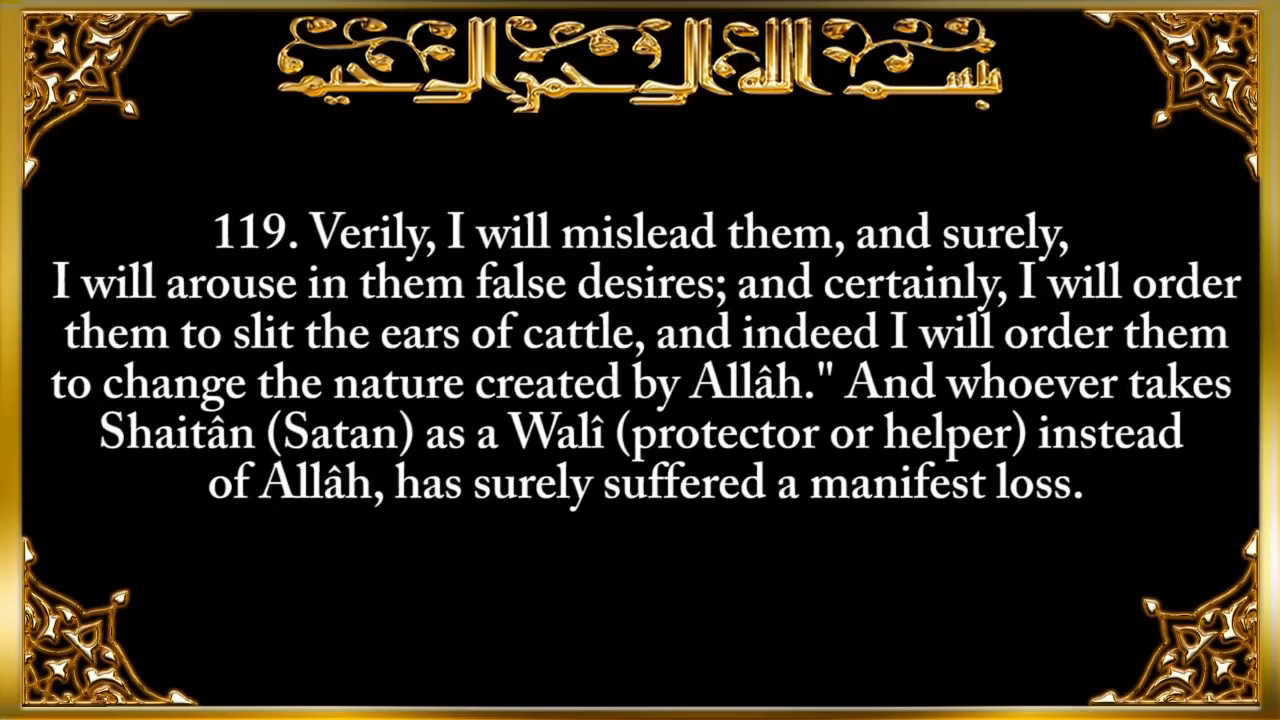 بسم الله الرحمن الرحيم
119. Verily, I will mislead them, and surely,
I will arouse in them false desires; and certainly, I will order
them to slit the ears of cattle, and indeed I will order them
to change the nature created by Allâh." And whoever takes
Shaitân (Satan) as a Walî (protector or helper) instead
of Allâh, has surely suffered a manifest loss.